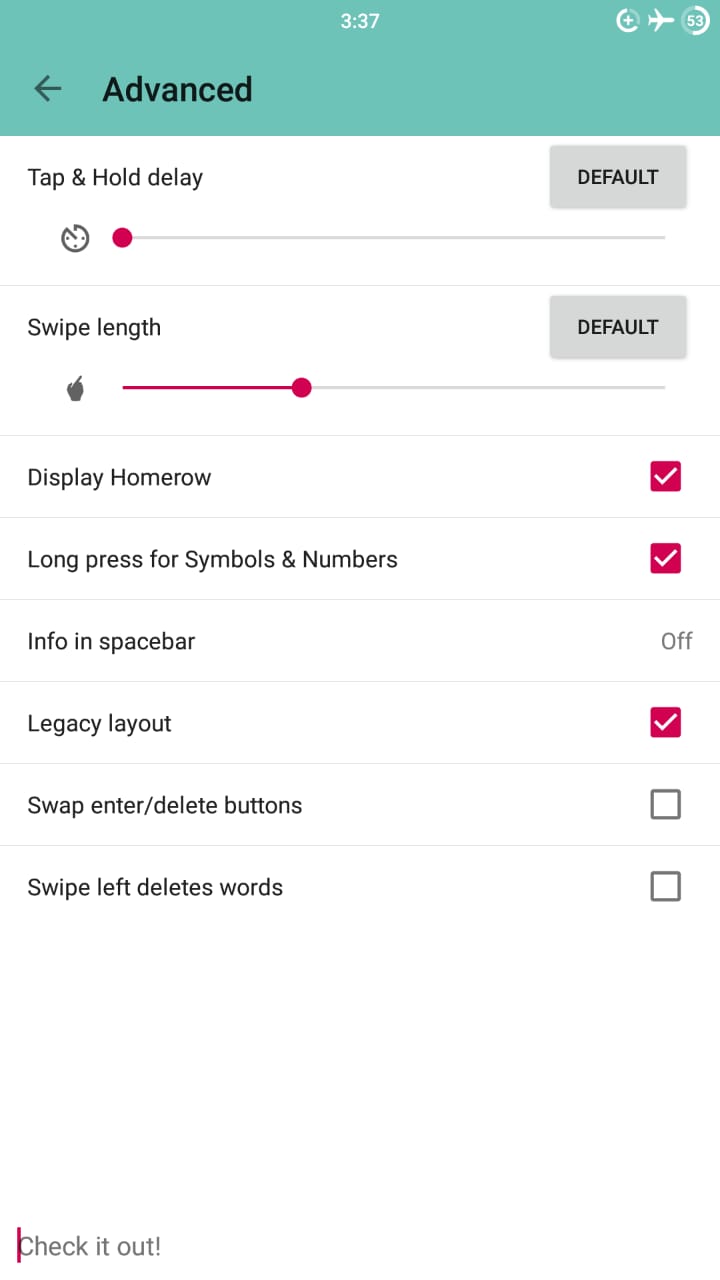 3:37
53
Advanced
Tap & Hold delay
DEFAULT
Swipe length
DEFAULT
Display Homerow
Long press for Symbols & Numbers
Info in spacebar
Off
Legacy layout
Swap enter/delete buttons
Swipe left deletes words
Check it out!